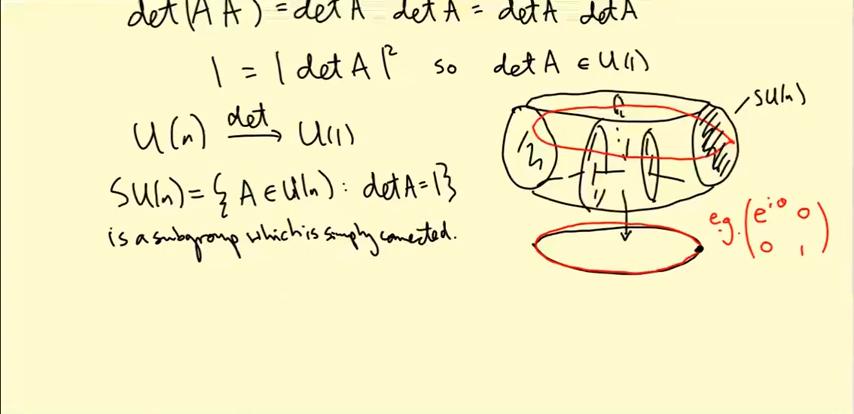 det(A A) = det A det A = det A det A
1 = |det A|² so det A ∈ U(1)
U(n) det→ U(1)
SU(n) = { A ∈ U(n) : det A = 1 }
is a subgroup which is simply connected.
SU(n)
e.g. (e^{iθ} 0
0 1)